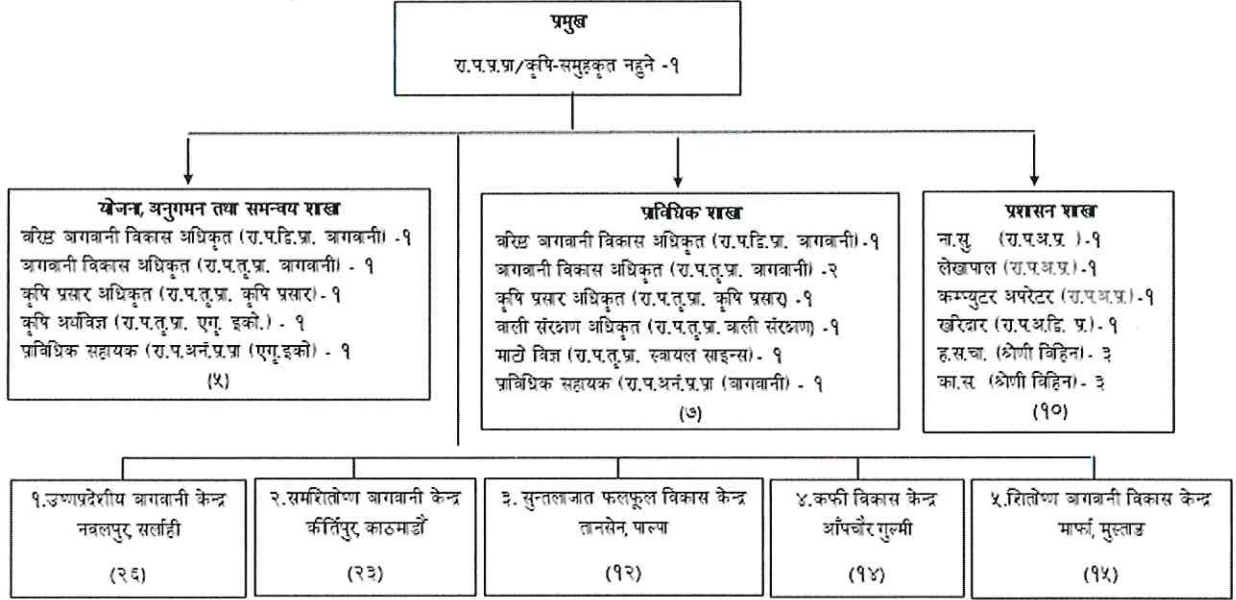 प्रमुख
रा.प.प्र.प्रा/कृषि-समुहकृत नहुने -१
योजना, अनुगमन तथा समन्वय शाखा
वरिष्ठ बागवानी विकास अधिकृत (रा.प.द्वि.प्रा. बागवानी) -१
बागवानी विकास अधिकृत (रा.प.तृ.प्रा. बागवानी) - १
कृषि प्रसार अधिकृत (रा.प.तृ.प्रा. कृषि प्रसार) - १
कृषि अर्थविज्ञ (रा.प.तृ.प्रा. एगृ. इको.) - १
प्राविधिक सहायक (रा.प.अनं.प्र.प्रा (एगृ.इको) - १
(५)
प्राविधिक शाखा
वरिष्ठ बागवानी विकास अधिकृत (रा.प.द्वि.प्रा. बागवानी) -१
बागवानी विकास अधिकृत (रा.प.तृ.प्रा. बागवानी) -२
कृषि प्रसार अधिकृत (रा.प.तृ.प्रा. कृषि प्रसार) -१
वाली संरक्षण अधिकृत (रा.प.तृ.प्रा. वाली संरक्षण) -१
माटो विज्ञ (रा.प.तृ.प्रा. स्वायल साइन्स) - १
प्राविधिक सहायक (रा.प.अनं.प्र.प्रा (बागवानी) - १
(७)
प्रशासन शाखा
ना.सु (रा.प.अ.प्र ) -१
लेखापाल (रा.प.अ.प्र.) -१
कम्प्युटर अपरेटर (रा.प.अ.प्र.) -१
खरिदार (रा.प.अ.द्वि. प्र.) - १
ह.स.चा. (श्रेणी विहिन) - ३
का.स (श्रेणी विहिन) - ३
(१०)
१.उष्णप्रदेशीय बागवानी केन्द्र
नवलपुर, सर्लाही
(२६)
२.समशितोष्ण बागवानी केन्द्र
कीर्तिपुर, काठमाडौं
(२३)
३. सुन्तलाजात फलफूल विकास केन्द्र
तानसेन, पाल्पा
(१२)
४.कफी विकास केन्द्र
आँपचौर गुल्मी
(१४)
५.शितोष्ण बागवानी विकास केन्द्र
मार्फा, मुस्ताङ
(१५)